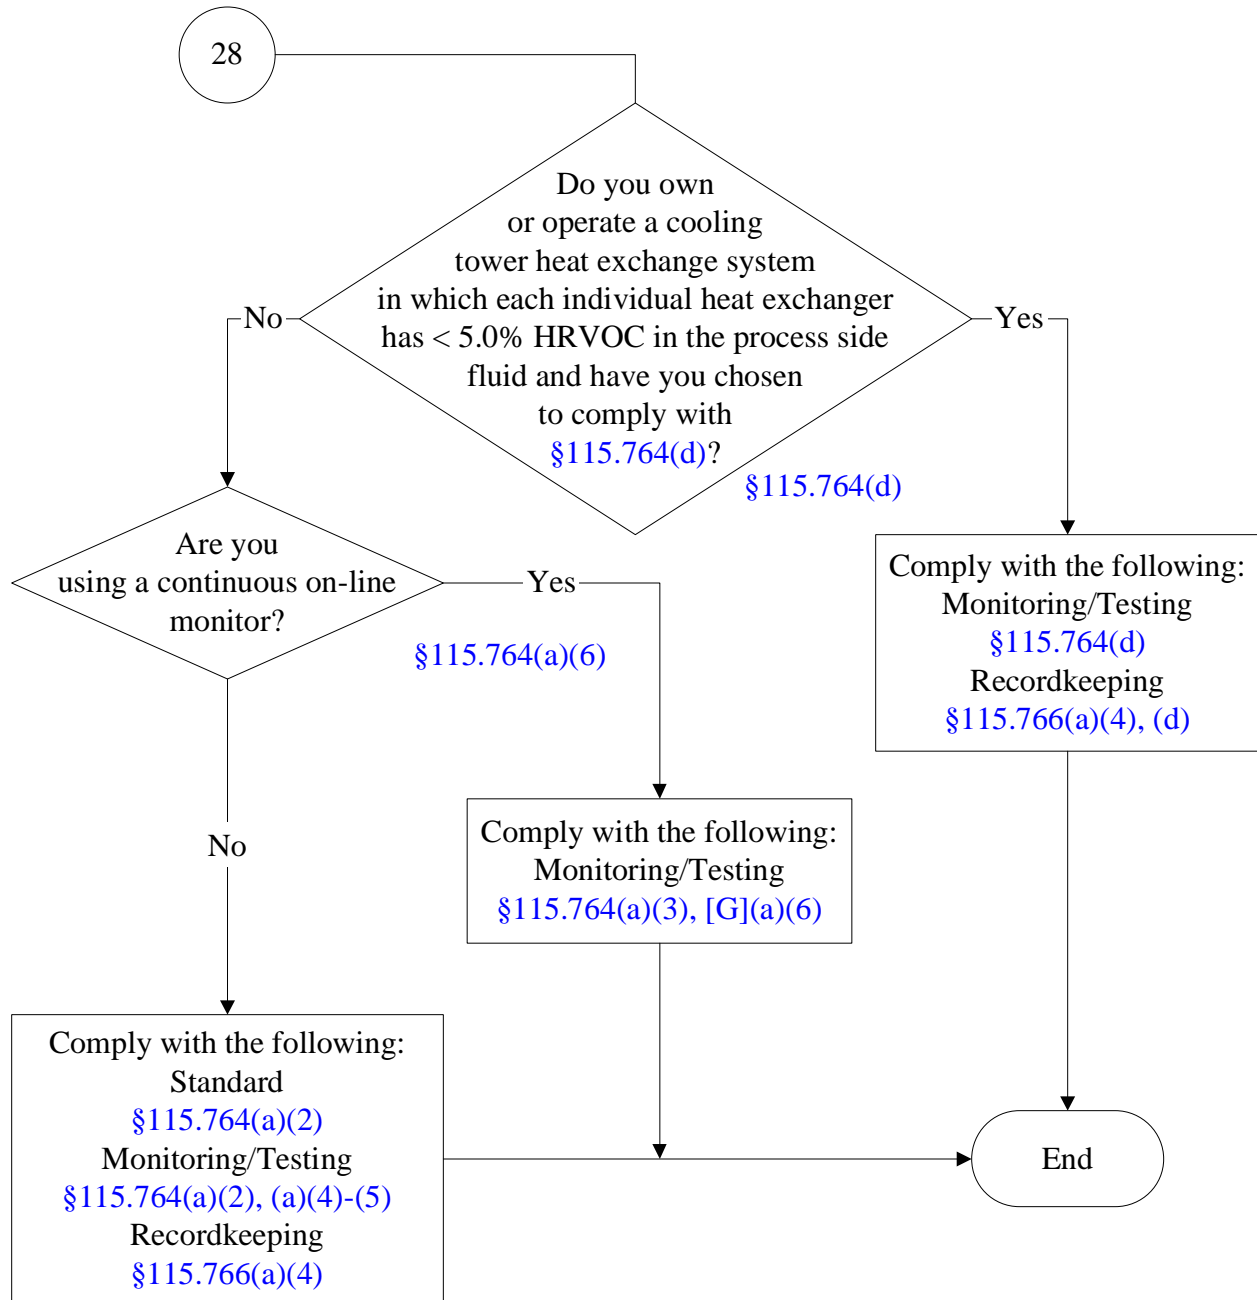 28
Do you own
or operate a cooling
tower heat exchange system
in which each individual heat exchanger
has < 5.0% HRVOC in the process side
fluid and have you chosen
to comply with
§115.764(d)?
§115.764(d)
No
Yes
Are you
using a continuous on-line
monitor?
Yes
§115.764(a)(6)
No
Comply with the following:
Monitoring/Testing
§115.764(d)
Recordkeeping
§115.766(a)(4), (d)
Comply with the following:
Monitoring/Testing
§115.764(a)(3), [G](a)(6)
Comply with the following:
Standard
§115.764(a)(2)
Monitoring/Testing
§115.764(a)(2), (a)(4)-(5)
Recordkeeping
§115.766(a)(4)
End